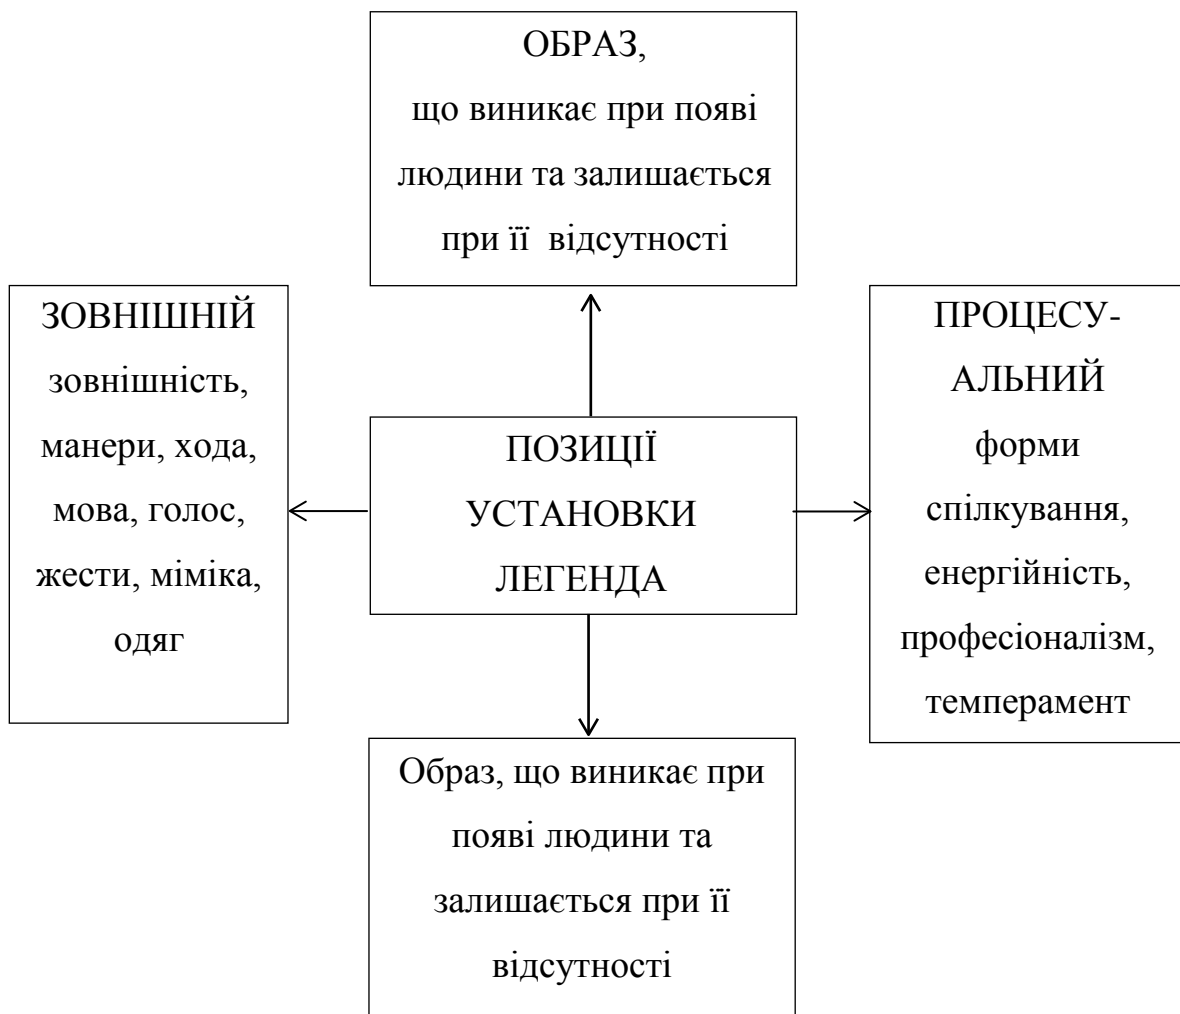 ОБРАЗ,
що виникає при появі
людини та залишається
при її відсутності
ЗОВНІШНІЙ
зовнішність,
манери, хода,
мова, голос,
жести, міміка,
одяг
ПОЗИЦІЇ
УСТАНОВКИ
ЛЕГЕНДА
ПРОЦЕСУ-
АЛЬНИЙ
форми
спілкування,
енергійність,
професіоналізм,
темперамент
Образ, що виникає при
появі людини та
залишається при її
відсутності